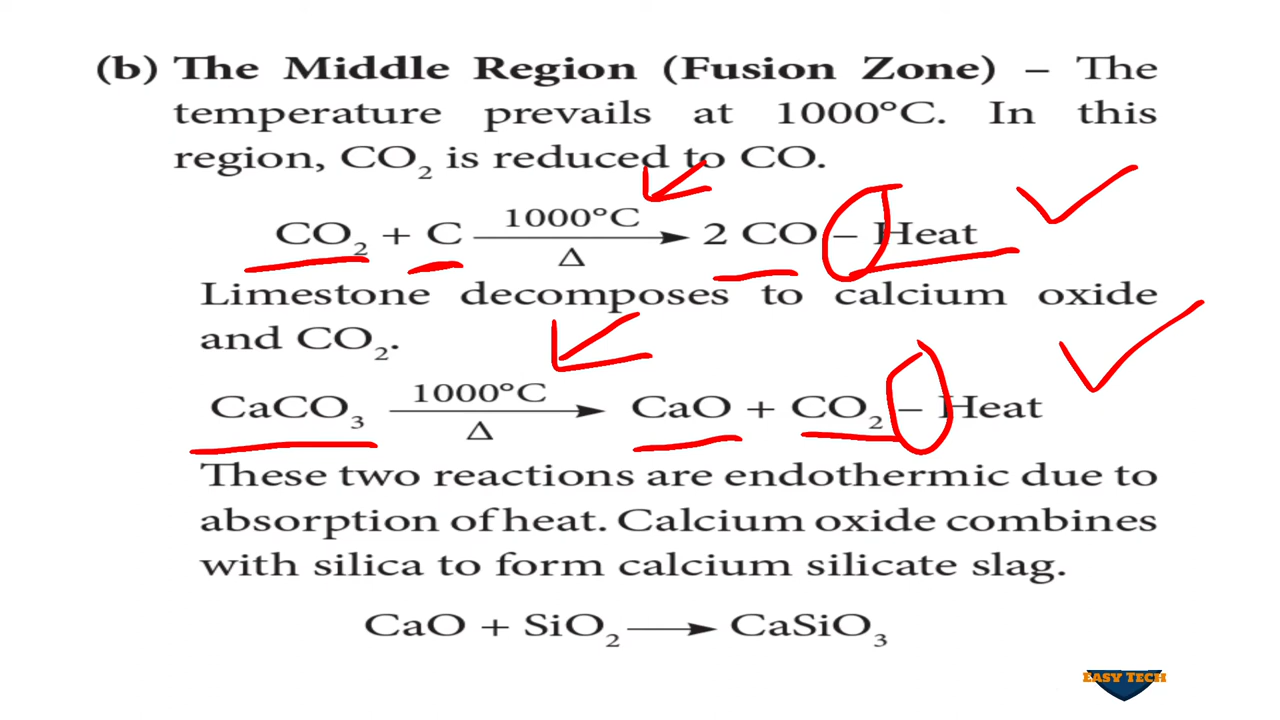 (b) The Middle Region (Fusion Zone) – The
temperature prevails at 1000°C. In this
region, CO₂ is reduced to CO.
CO₂ + C 1000°C Δ → 2 CO – Heat
Limestone decomposes to calcium oxide
and CO₂.
CaCO₃ 1000°C Δ → CaO + CO₂ – Heat
These two reactions are endothermic due to
absorption of heat. Calcium oxide combines
with silica to form calcium silicate slag.
CaO + SiO₂ → CaSiO₃
EASY TECH